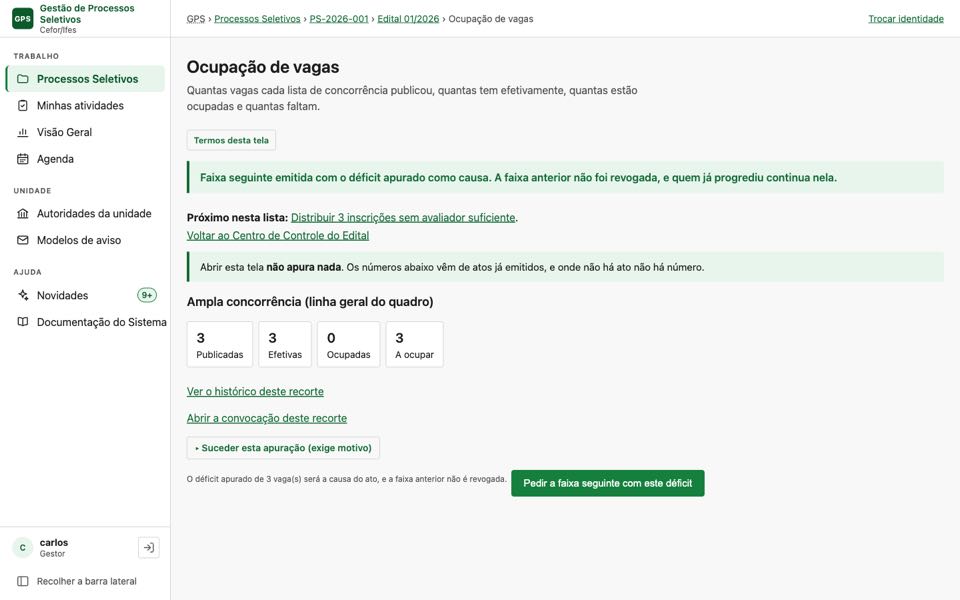 GPS
Gestão de Processos
Seletivos
Cefor/Ifes
GPS › Processos Seletivos › PS-2026-001 › Edital 01/2026 › Ocupação de vagas
Trocar identidade
TRABALHO
Processos Seletivos
Minhas atividades
Visão Geral
Agenda
UNIDADE
Autoridades da unidade
Modelos de aviso
AJUDA
Novidades 9+
Documentação do Sistema
Ocupação de vagas
Quantas vagas cada lista de concorrência publicou, quantas tem efetivamente, quantas estão
ocupadas e quantas faltam.
Termos desta tela
Faixa seguinte emitida com o déficit apurado como causa. A faixa anterior não foi revogada, e quem já progrediu continua nela.
Próximo nesta lista: Distribuir 3 inscrições sem avaliador suficiente.
Voltar ao Centro de Controle do Edital
Abrir esta tela não apura nada. Os números abaixo vêm de atos já emitidos, e onde não há ato não há número.
Ampla concorrência (linha geral do quadro)
3 3 0 3
Publicadas Efetivas Ocupadas A ocupar
Ver o histórico deste recorte
Abrir a convocação deste recorte
▸ Suceder esta apuração (exige motivo)
O déficit apurado de 3 vaga(s) será a causa do ato, e a faixa anterior não é revogada. Pedir a faixa seguinte com este déficit
C
carlos
Gestor
Recolher a barra lateral